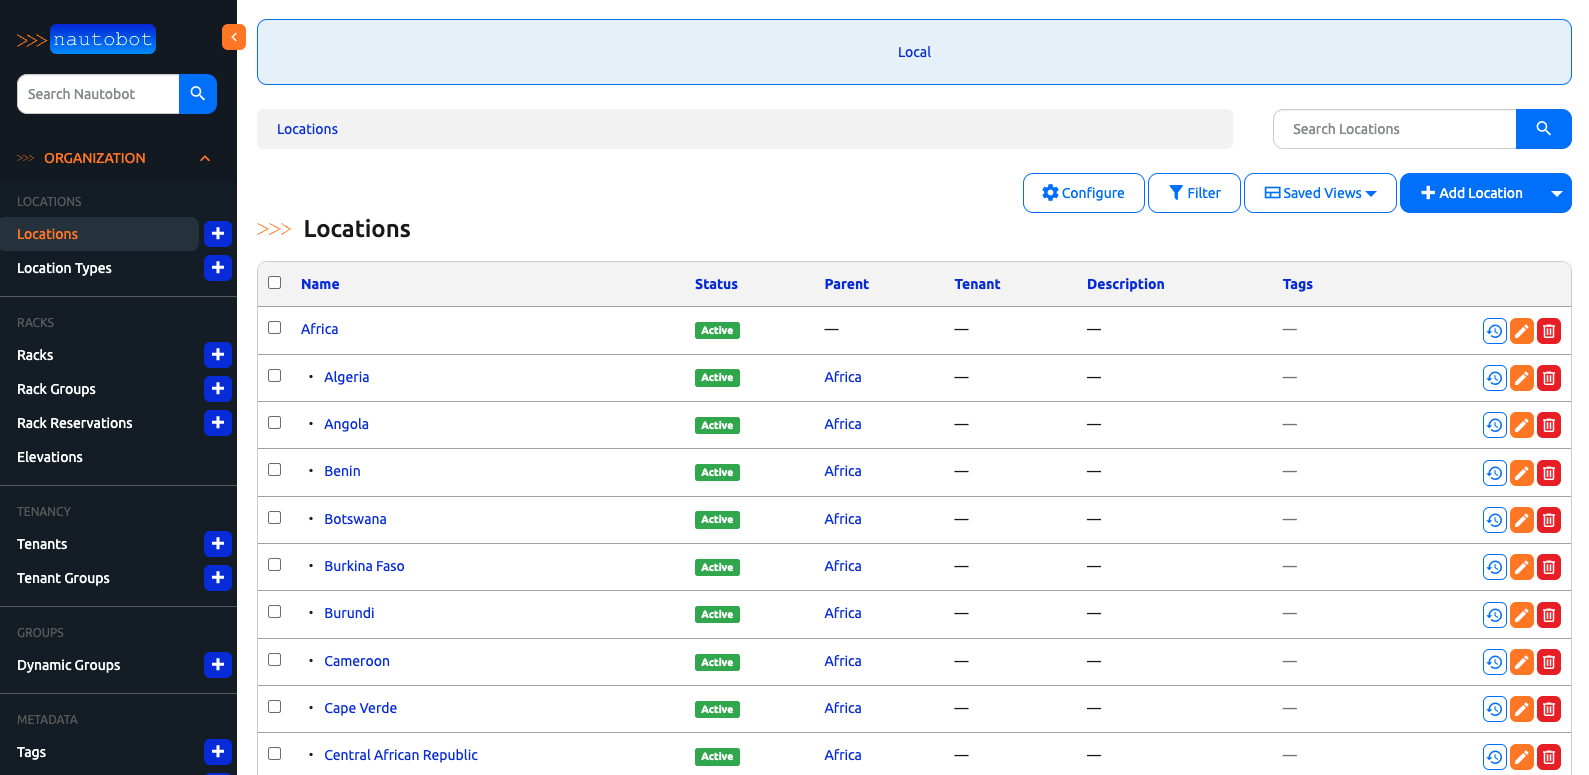 >>> nautobot
Search Nautobot
>>> ORGANIZATION
LOCATIONS
Locations
Location Types
RACKS
Racks
Rack Groups
Rack Reservations
Elevations
TENANCY
Tenants
Tenant Groups
GROUPS
Dynamic Groups
METADATA
Tags
Local
Locations
Search Locations
Configure Filter Saved Views Add Location
>>> Locations
Name Status Parent Tenant Description Tags
Africa Active — — — —
• Algeria Active Africa — — —
• Angola Active Africa — — —
• Benin Active Africa — — —
• Botswana Active Africa — — —
• Burkina Faso Active Africa — — —
• Burundi Active Africa — — —
• Cameroon Active Africa — — —
• Cape Verde Active Africa — — —
• Central African Republic Active Africa — — —